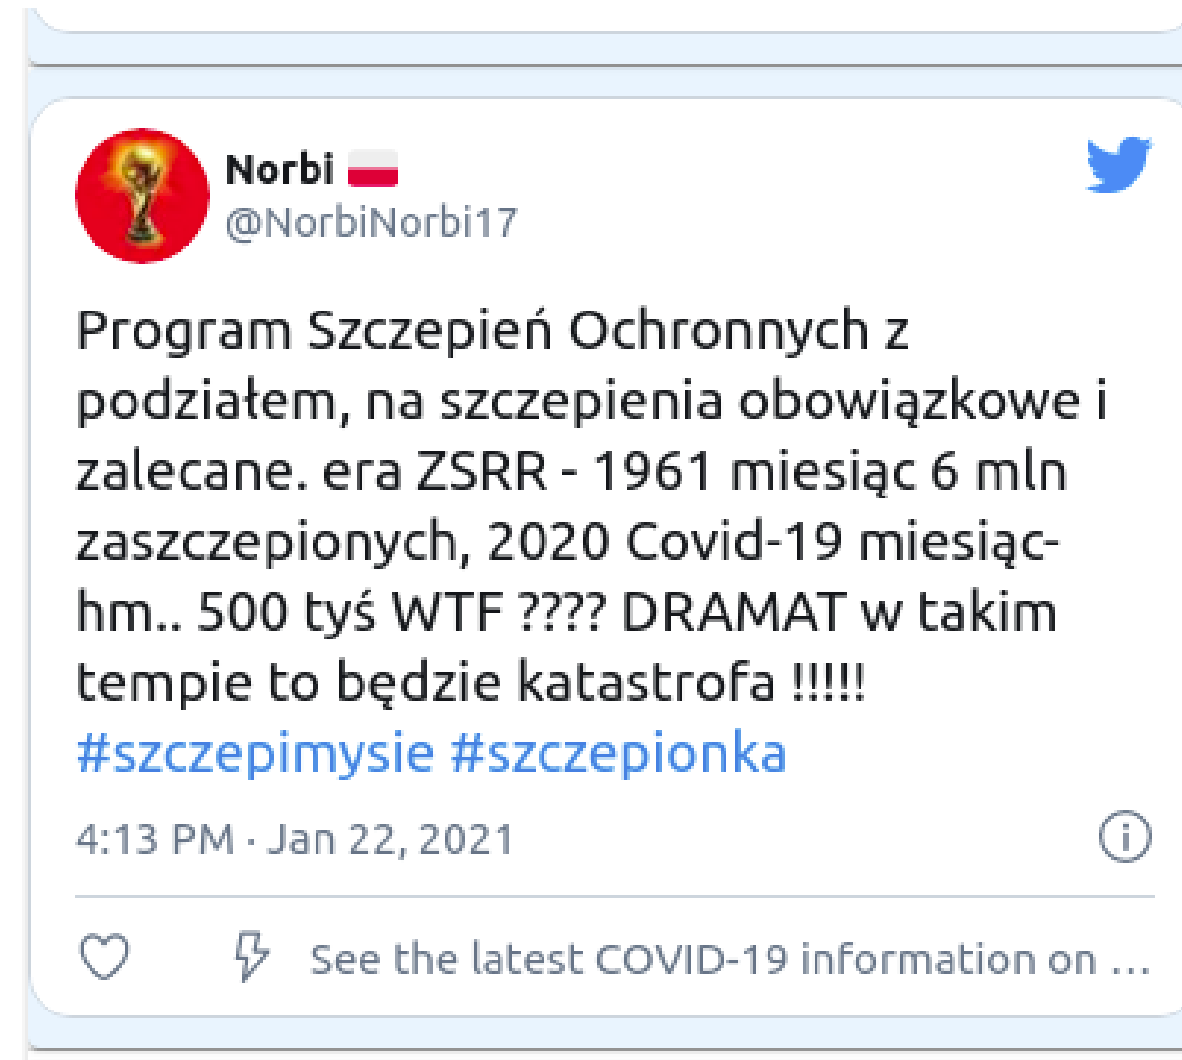 Norbi
@NorbiNorbi17
Program Szczepień Ochronnych z
podziałem, na szczepienia obowiązkowe i
zalecane. era ZSRR - 1961 miesiąc 6 mln
zaszczepionych, 2020 Covid-19 miesiąc-
hm.. 500 tyś WTF ???? DRAMAT w takim
tempie to będzie katastrofa !!!!!
#szczepimysie #szczepionka
4:13 PM · Jan 22, 2021
See the latest COVID-19 information on ...